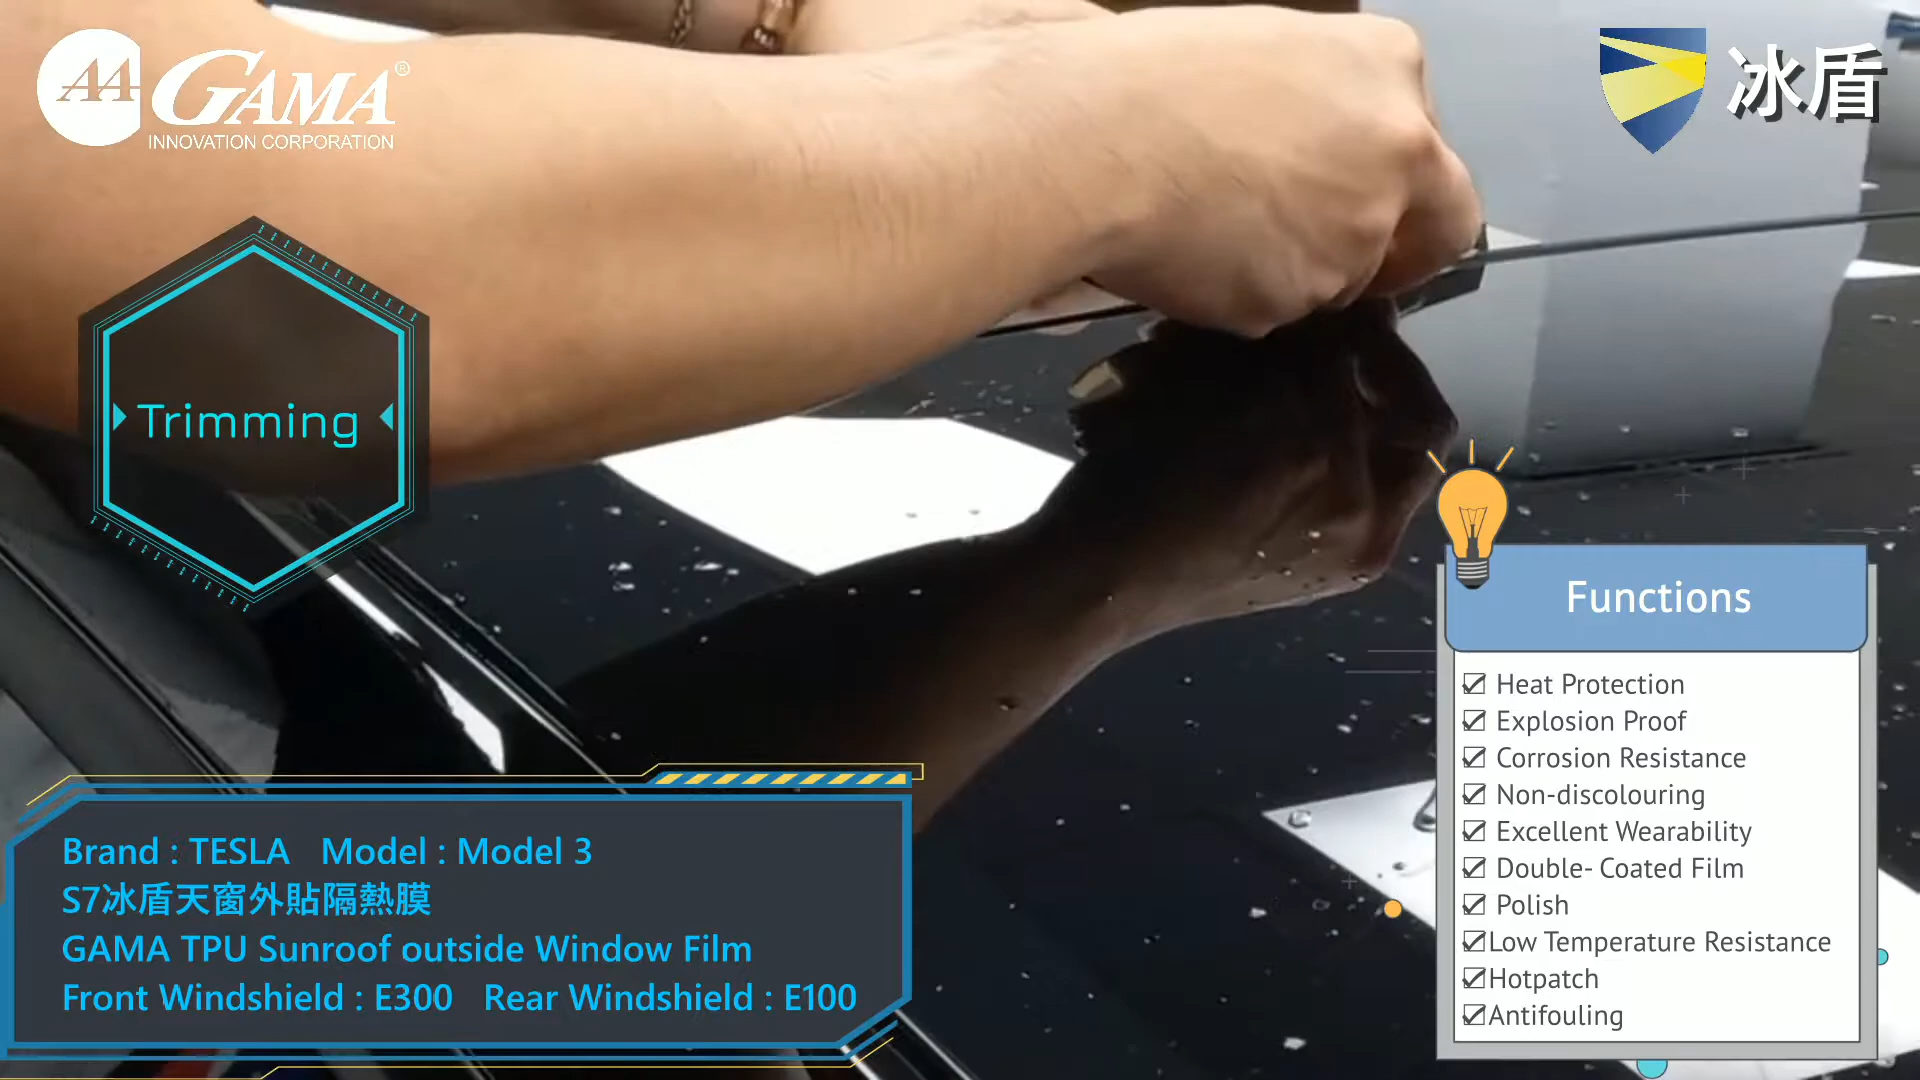 AA GAMA®
INNOVATION CORPORATION
冰盾
Trimming
Functions
Heat Protection
Explosion Proof
Corrosion Resistance
Non-discolouring
Excellent Wearability
Double- Coated Film
Polish
Low Temperature Resistance
Hotpatch
Antifouling
Brand : TESLA Model : Model 3
S7冰盾天窗外貼隔熱膜
GAMA TPU Sunroof outside Window Film
Front Windshield : E300 Rear Windshield : E100